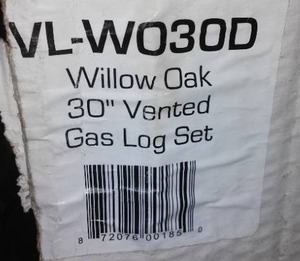 VL-WO30D
Willow Oak
30" Vented
Gas Log Set
8 72076 00185 0